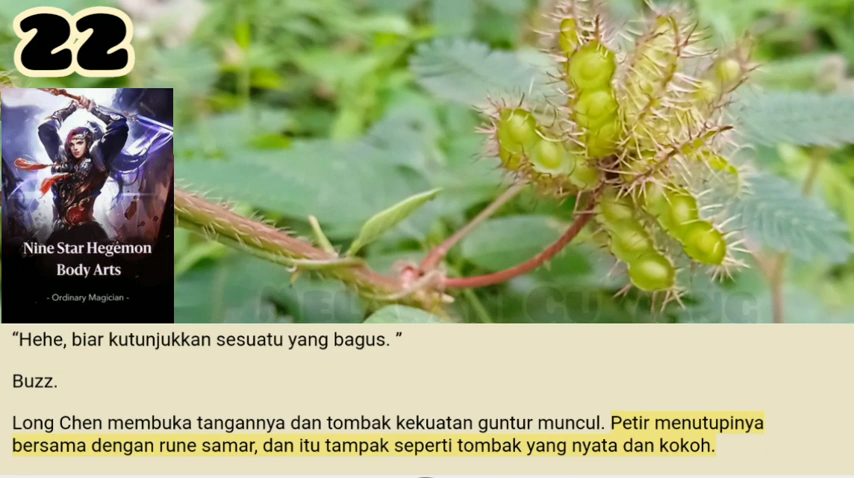 22
Nine Star Hegemon
Body Arts
- Ordinary Magician -
“Hehe, biar kutunjukkan sesuatu yang bagus. ”
Buzz.
Long Chen membuka tangannya dan tombak kekuatan guntur muncul. Petir menutupinya
bersama dengan rune samar, dan itu tampak seperti tombak yang nyata dan kokoh.